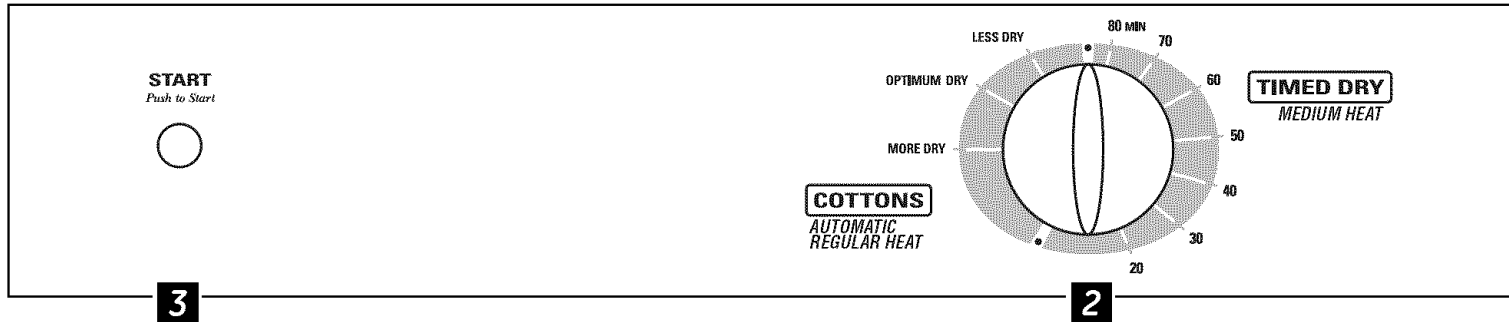 START
Push to Start
COTTONS
AUTOMATIC
REGULAR HEAT
MORE DRY
OPTIMUM DRY
LESS DRY
80 MIN
70
60
50
40
30
20
TIMED DRY
MEDIUM HEAT
3
2